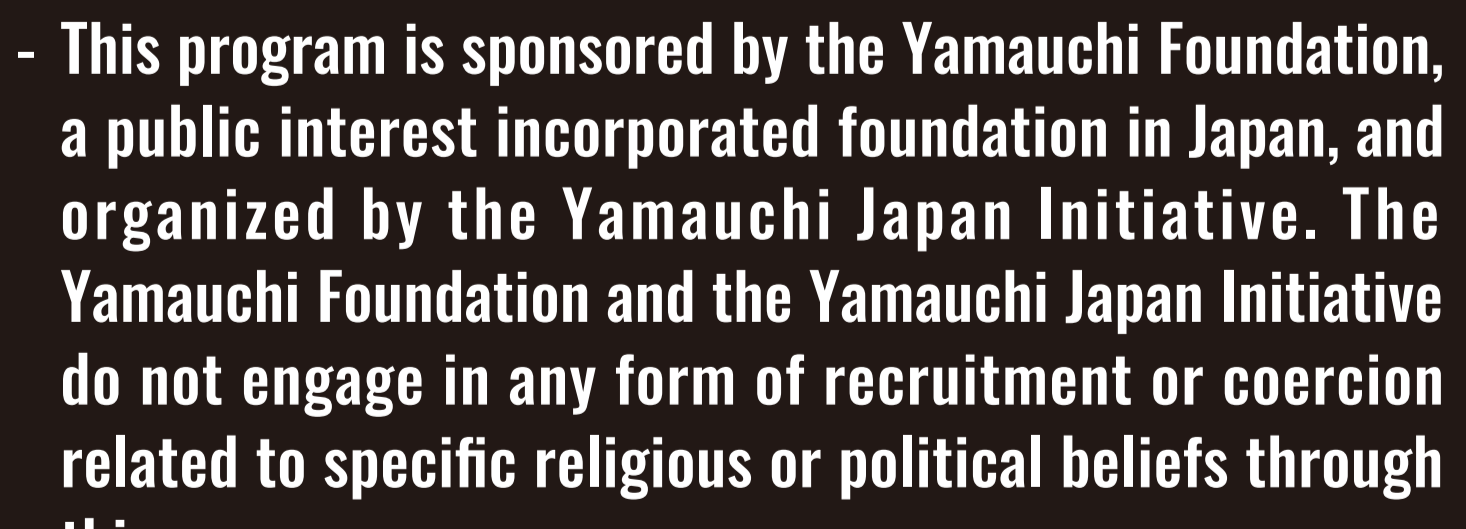 - This program is sponsored by the Yamauchi Foundation,
a public interest incorporated foundation in Japan, and
organized by the Yamauchi Japan Initiative. The
Yamauchi Foundation and the Yamauchi Japan Initiative
do not engage in any form of recruitment or coercion
related to specific religious or political beliefs through